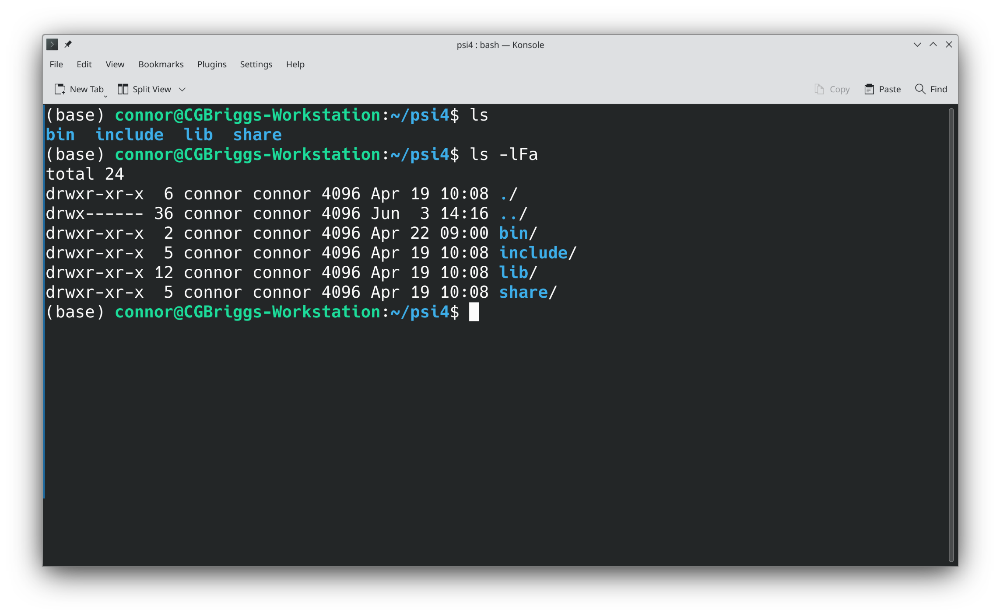 psi4 : bash — Konsole
File Edit View Bookmarks Plugins Settings Help
New Tab Split View Copy Paste Find
(base) connor@CGBriggs-Workstation:~/psi4$ ls
bin  include  lib  share
(base) connor@CGBriggs-Workstation:~/psi4$ ls -lFa
total 24
drwxr-xr-x  6 connor connor 4096 Apr 19 10:08 ./
drwx------ 36 connor connor 4096 Jun  3 14:16 ../
drwxr-xr-x  2 connor connor 4096 Apr 22 09:00 bin/
drwxr-xr-x  5 connor connor 4096 Apr 19 10:08 include/
drwxr-xr-x 12 connor connor 4096 Apr 19 10:08 lib/
drwxr-xr-x  5 connor connor 4096 Apr 19 10:08 share/
(base) connor@CGBriggs-Workstation:~/psi4$